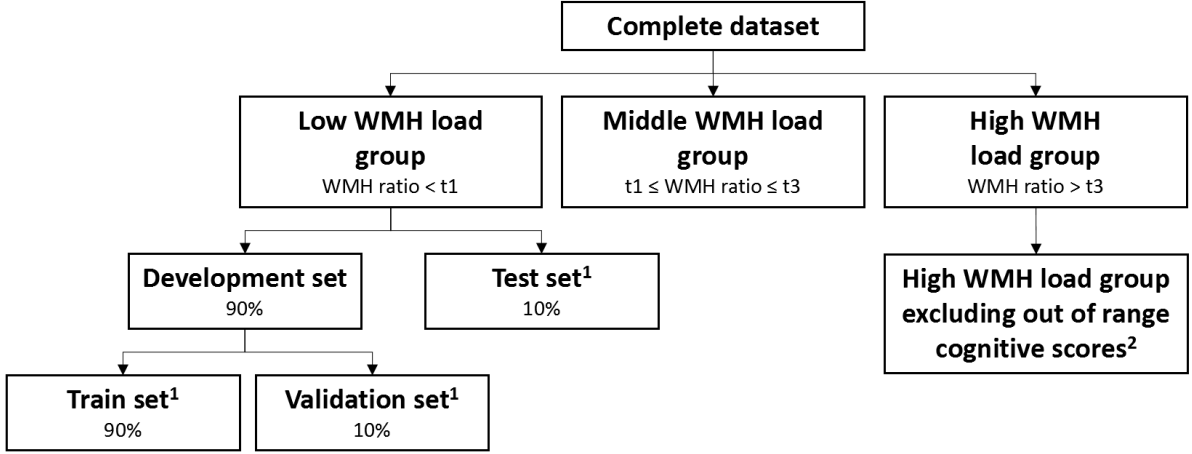 Complete dataset
Low WMH load
group
WMH ratio < t1
Middle WMH load
group
t1 ≤ WMH ratio ≤ t3
High WMH
load group
WMH ratio > t3
Development set
90%
Test set¹
10%
High WMH load group
excluding out of range
cognitive scores²
Train set¹
90%
Validation set¹
10%